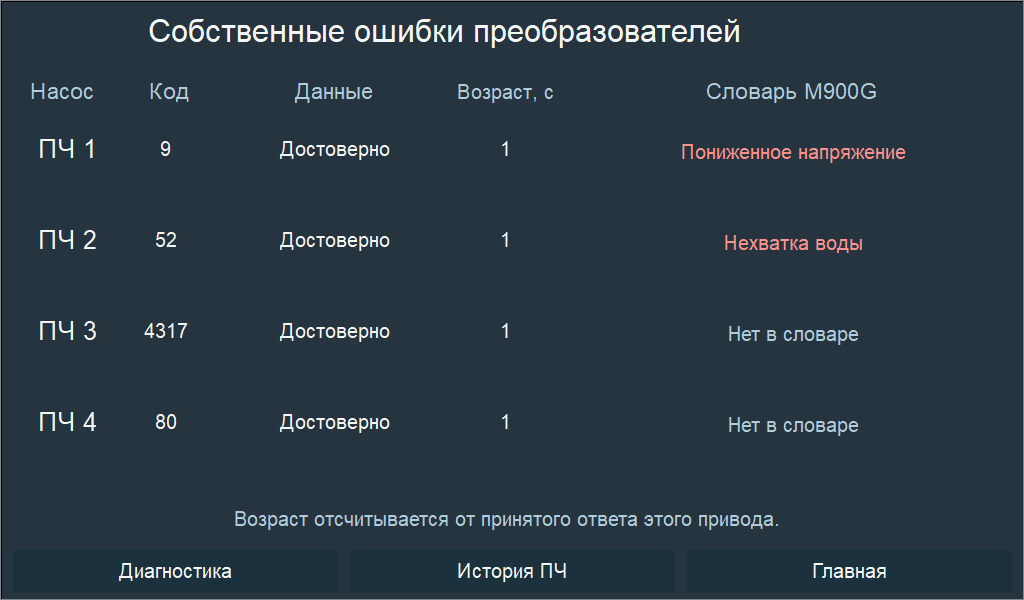 Собственные ошибки преобразователей
Насос Код Данные Возраст, с Словарь M900G
ПЧ 1 9 Достоверно 1 Пониженное напряжение
ПЧ 2 52 Достоверно 1 Нехватка воды
ПЧ 3 4317 Достоверно 1 Нет в словаре
ПЧ 4 80 Достоверно 1 Нет в словаре
Возраст отсчитывается от принятого ответа этого привода.
Диагностика История ПЧ Главная